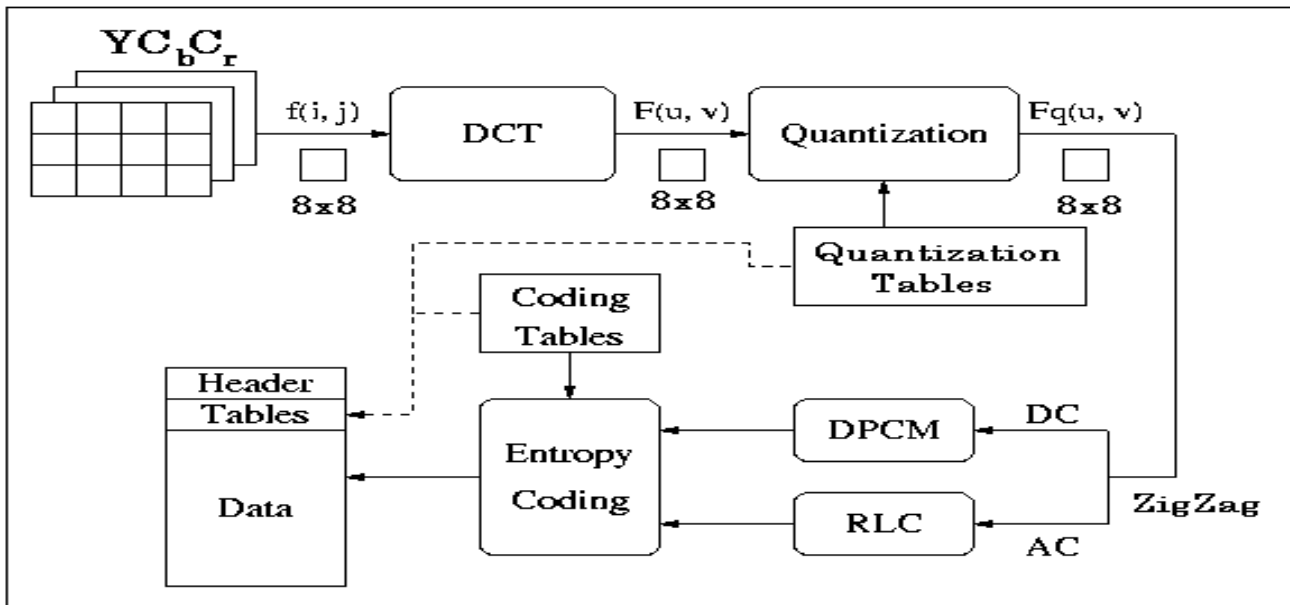 YCbCr
f(i, j)
8x8
DCT
F(u, v)
8x8
Quantization
Fq(u, v)
8x8
Quantization
Tables
Coding
Tables
Header
Tables
Data
Entropy
Coding
DPCM
DC
RLC
AC
ZigZag